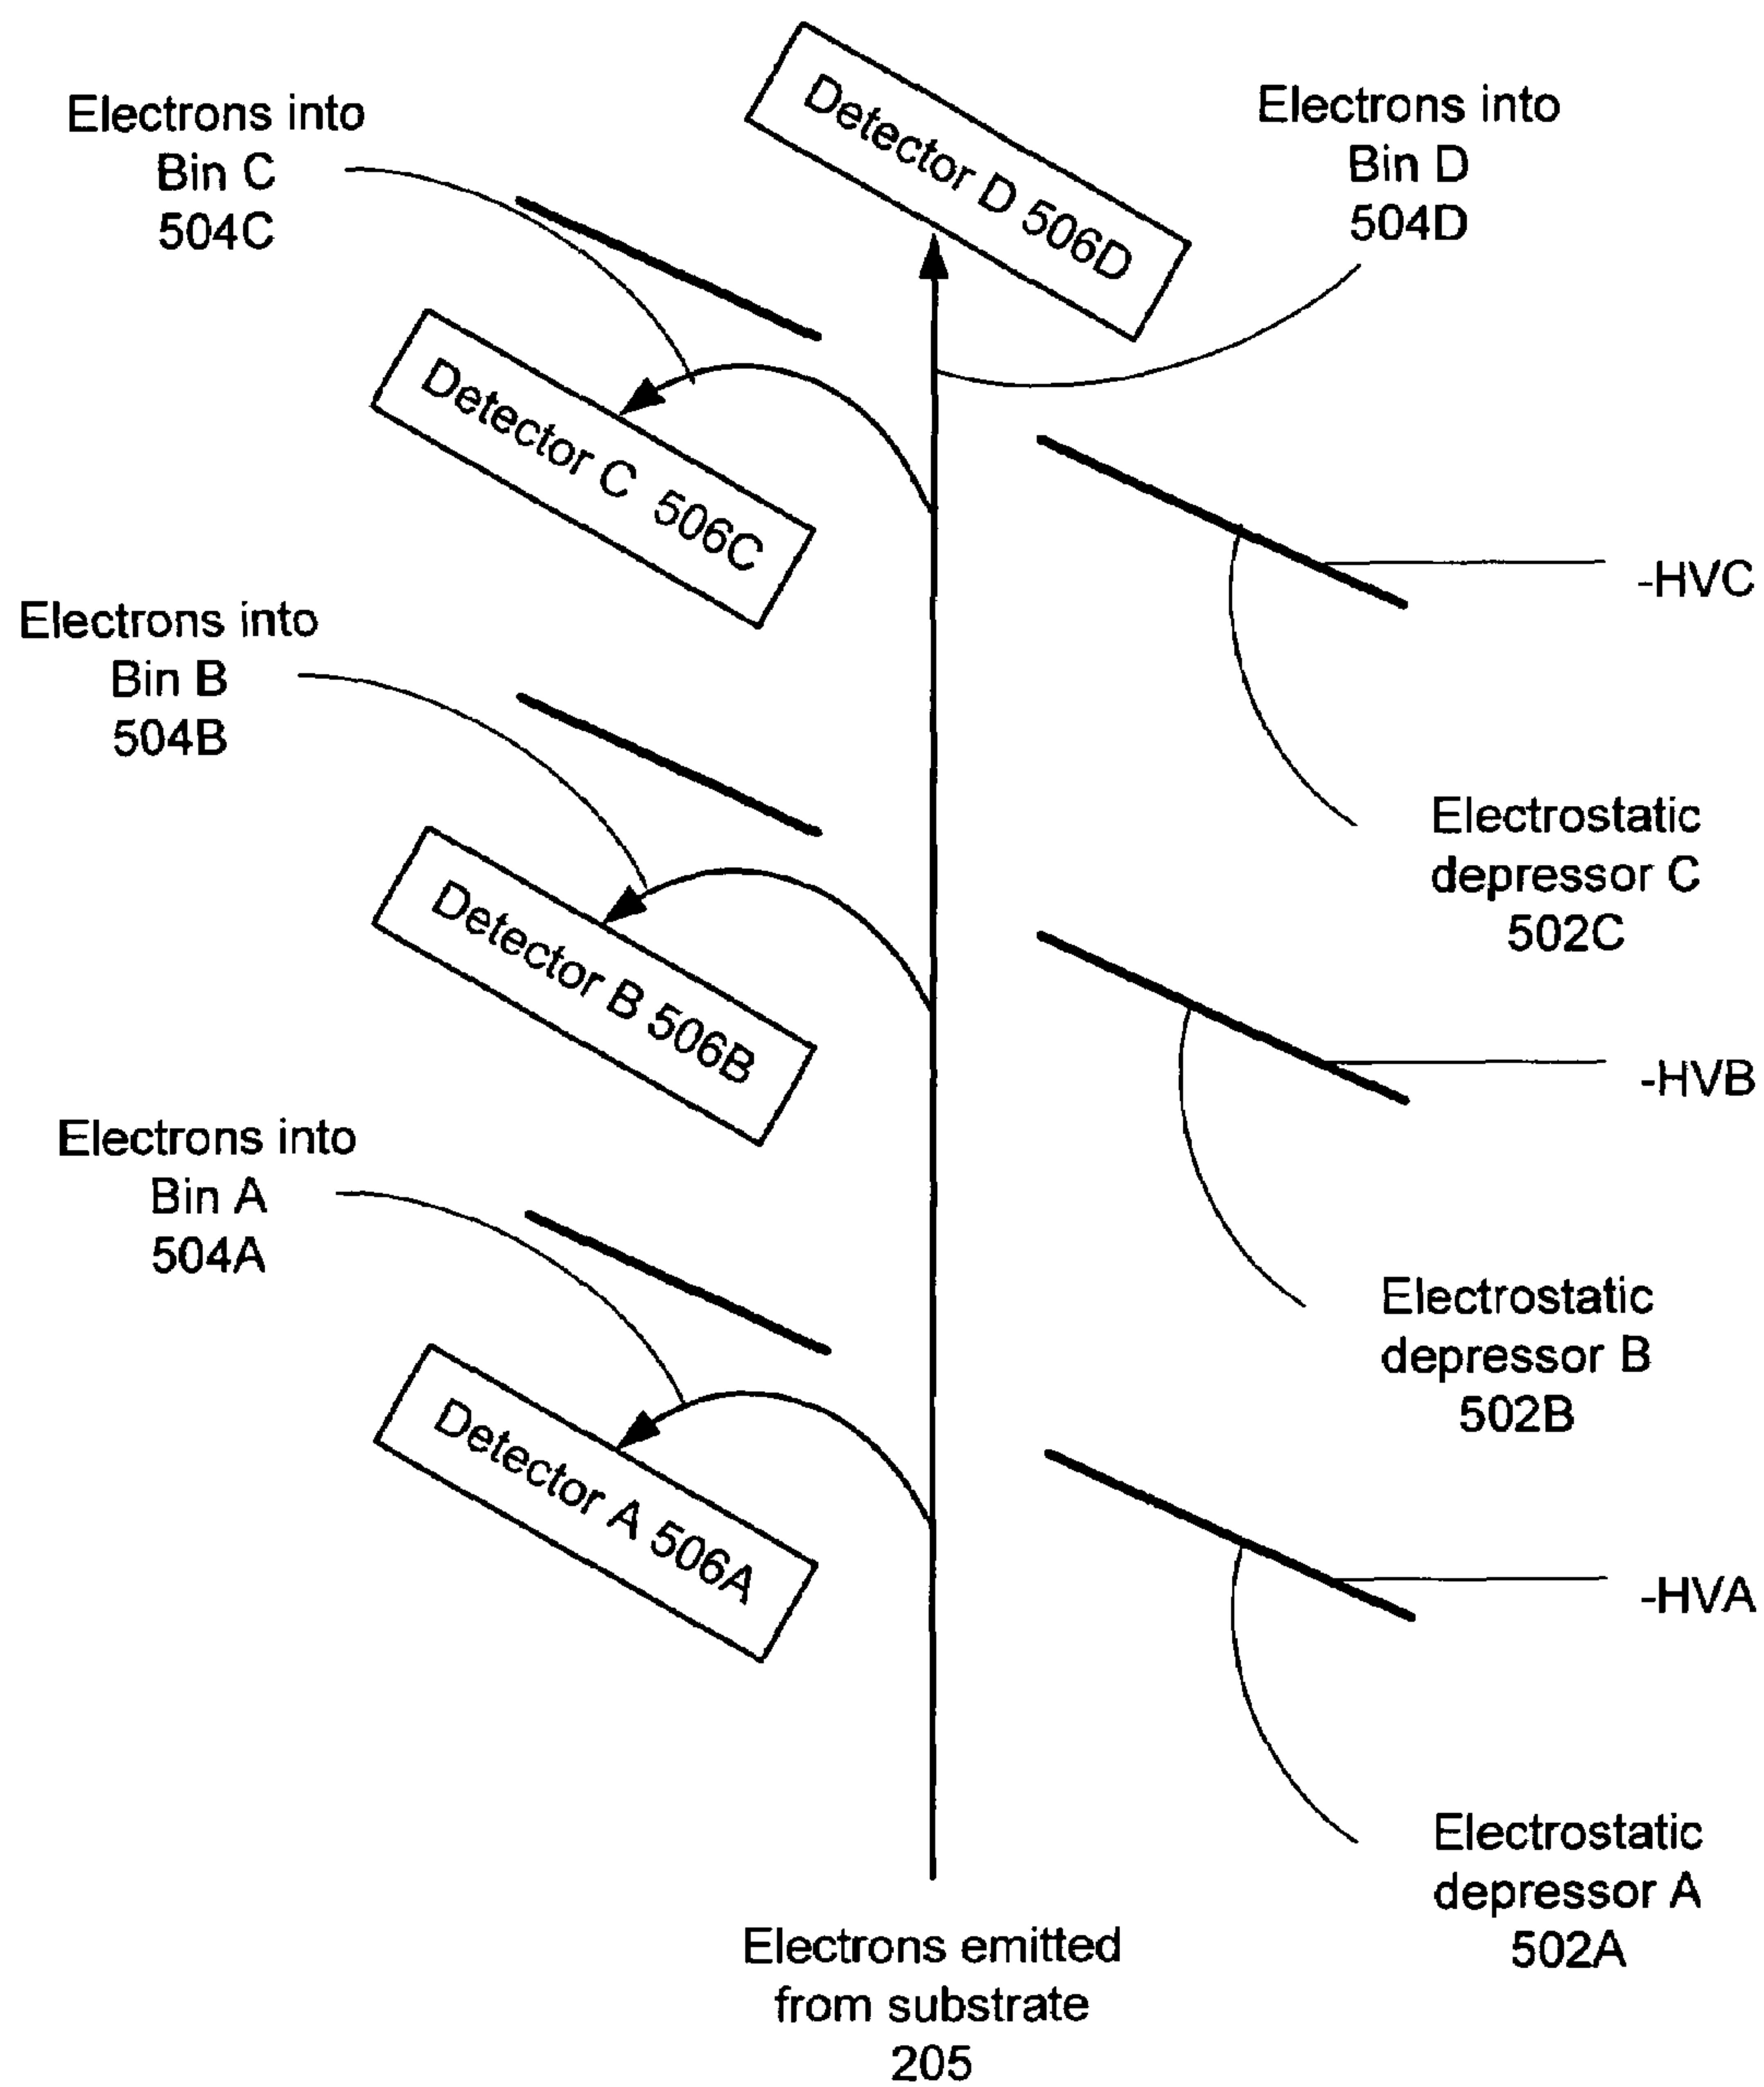 Detector D 506D
Electrons into
Bin C
504C
Electrons into
Bin D
504D
Detector C 506C
-HVC
Electrons into
Bin B
504B
Electrostatic
depressor C
502C
Detector B 506B
-HVB
Electrons into
Bin A
504A
Electrostatic
depressor B
502B
Detector A 506A
-HVA
Electrostatic
depressor A
502A
Electrons emitted
from substrate
205